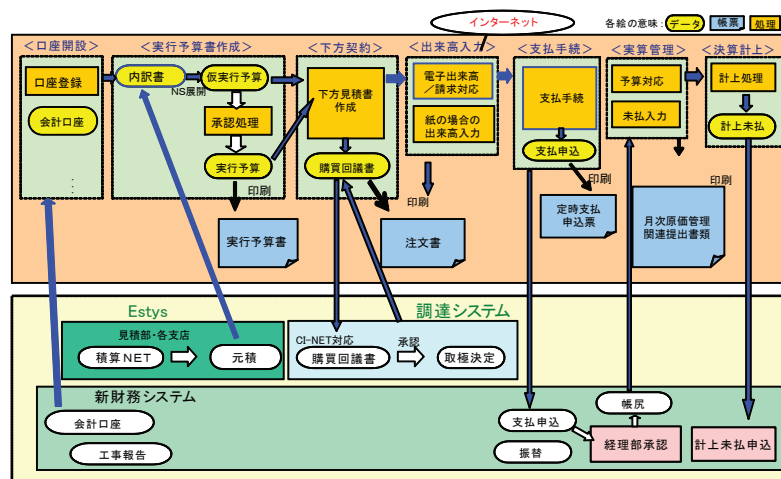 インターネット
各絵の意味：データ 帳票 処理
＜口座開設＞
＜実行予算書作成＞
＜下方契約＞
＜出来高入力＞
＜支払手続＞
＜実算管理＞
＜決算計上＞
口座登録
会計口座
内訳書
NS展開
仮実行予算
承認処理
実行予算
印刷
実行予算書
下方見積書
作成
購買回議書
注文書
電子出来高
／請求対応
紙の場合の
出来高入力
印刷
支払手続
支払申込
印刷
定時支払
申込票
予算対応
未払入力
月次原価管理
関連提出書類
計上処理
計上未払
印刷
Estys
見積部・各支店
積算NET
元積
調達システム
CI-NET対応
購買回議書
承認
取極決定
新財務システム
会計口座
工事報告
支払申込
振替
帳尻
経理部承認
計上未払申込